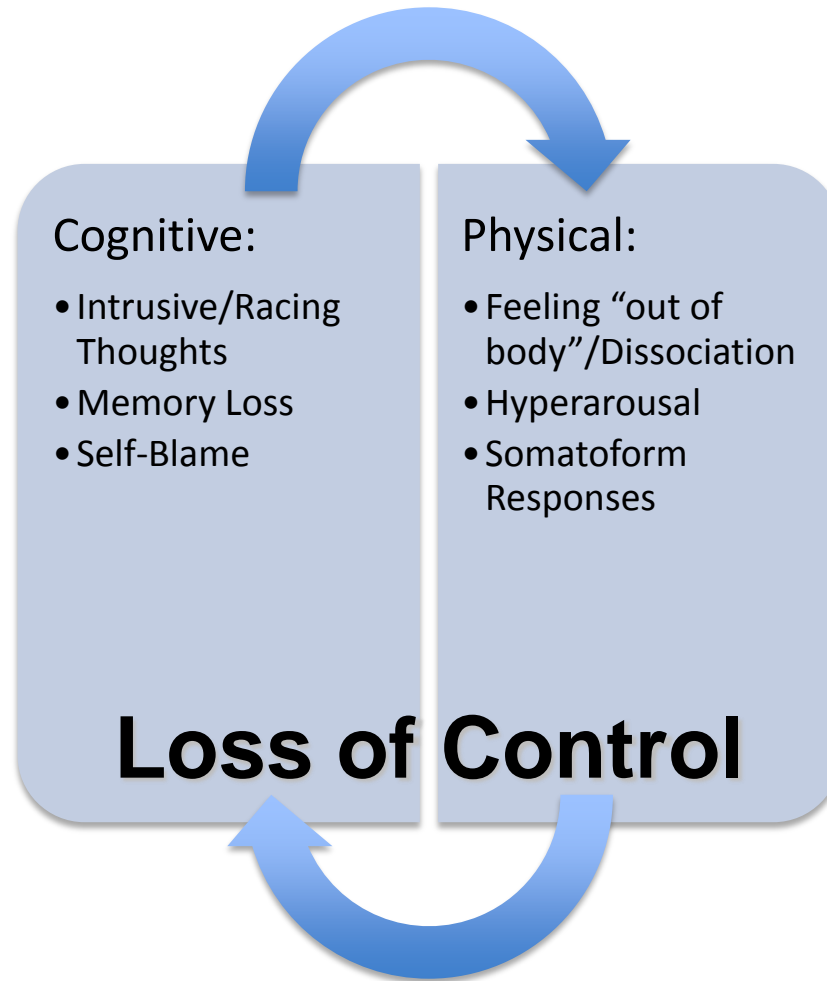 Cognitive:
• Intrusive/Racing
Thoughts
• Memory Loss
• Self-Blame
Physical:
• Feeling “out of
body”/Dissociation
• Hyperarousal
• Somatoform
Responses
Loss of Control